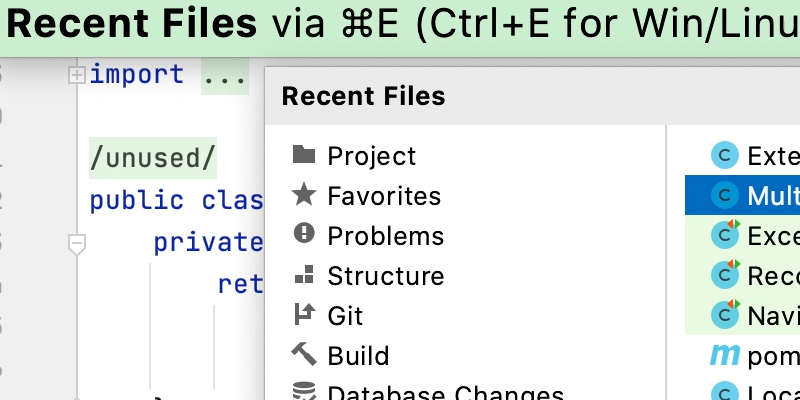 Recent Files via ⌘E (Ctrl+E for Win/Linu
import ...
Recent Files
/unused/
public clas
private
ret
Project
Favorites
Problems
Structure
Git
Build
Database Changes
Exte
Mult
Exce
Reco
Navi
pom
Loca